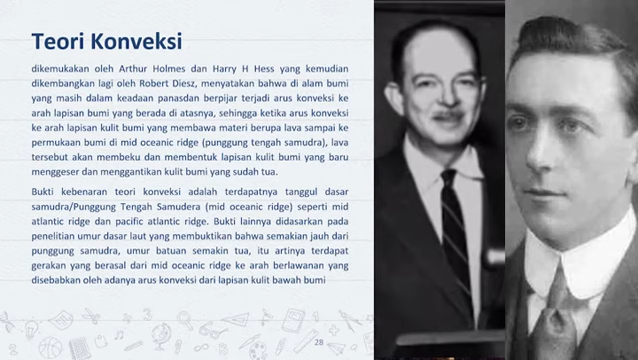 Teori Konveksi
dikemukakan oleh Arthur Holmes dan Harry H Hess yang kemudian
dikembangkan lagi oleh Robert Diesz, menyatakan bahwa di alam bumi
yang masih dalam keadaan panasdan berpijar terjadi arus konveksi ke
arah lapisan bumi yang berada di atasnya, sehingga ketika arus konveksi
ke arah lapisan kulit bumi yang membawa materi berupa lava sampai ke
permukaan bumi di mid oceanic ridge (punggung tengah samudra), lava
tersebut akan membeku dan membentuk lapisan kulit bumi yang baru
menggeser dan menggantikan kulit bumi yang sudah tua.
Bukti kebenaran teori konveksi adalah terdapatnya tanggul dasar
samudra/Punggung Tengah Samudera (mid oceanic ridge) seperti mid
atlantic ridge dan pacific atlantic ridge. Bukti lainnya didasarkan pada
penelitian umur dasar laut yang membuktikan bahwa semakian jauh dari
punggung samudra, umur batuan semakin tua, itu artinya terdapat
gerakan yang berasal dari mid oceanic ridge ke arah berlawanan yang
disebabkan oleh adanya arus konveksi dari lapisan kulit bawah bumi
28